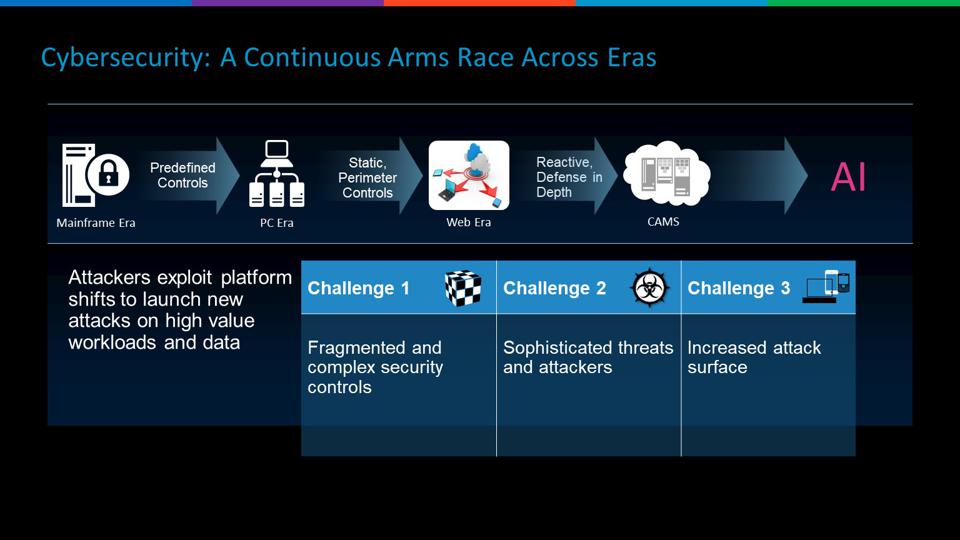 Cybersecurity: A Continuous Arms Race Across Eras
Predefined
Controls
Static,
Perimeter
Controls
Reactive,
Defense in
Depth
AI
Mainframe Era
PC Era
Web Era
CAMS
Attackers exploit platform
shifts to launch new
attacks on high value
workloads and data
Challenge 1
Challenge 2
Challenge 3
Fragmented and
complex security
controls
Sophisticated threats
and attackers
Increased attack
surface